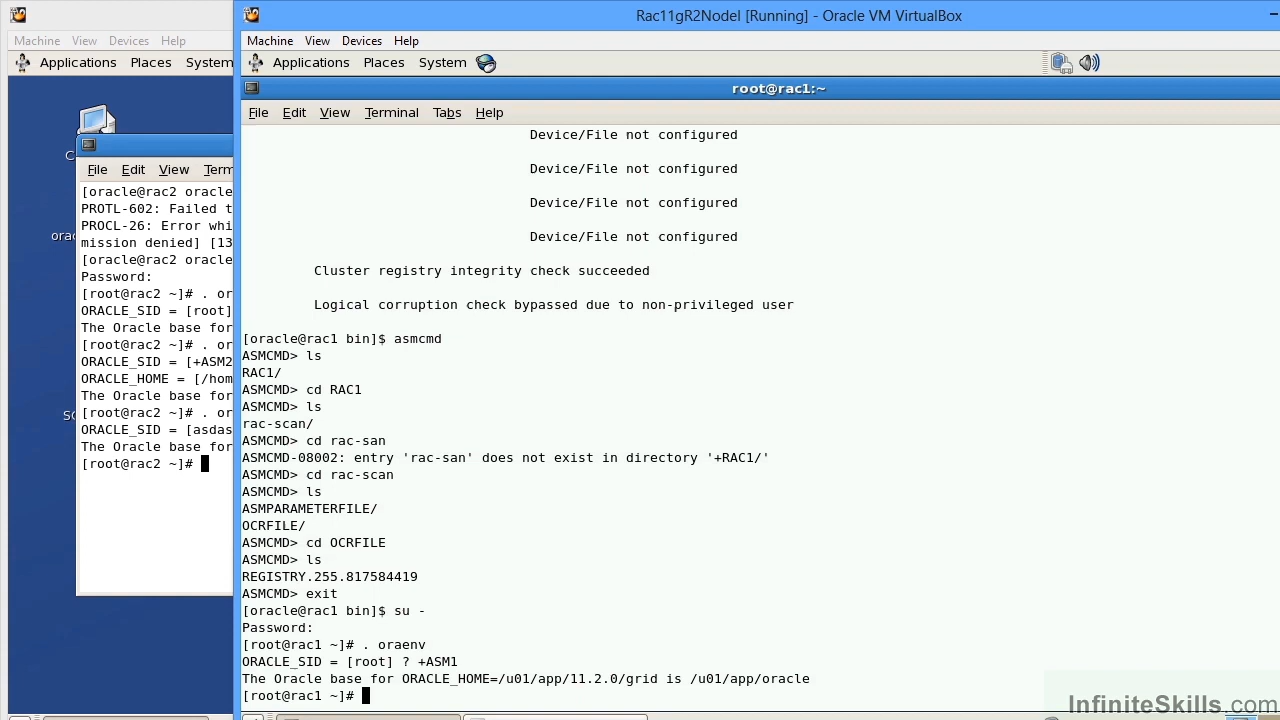 Machine View Devices Help
Applications Places System
C
File Edit View Term
[oracle@rac2 oracle
PROTL-602: Failed t
PROCL-26: Error whi
mission denied] [13
[oracle@rac2 oracle
Password:
[root@rac2 ~]# . or
ORACLE_SID = [root]
The Oracle base for
[root@rac2 ~]# . or
ORACLE_SID = [+ASM2
ORACLE_HOME = [/hom
The Oracle base for
[root@rac2 ~]# . or
ORACLE_SID = [asdas
The Oracle base for
[root@rac2 ~]#
orac
SC
Rac11gR2NodeI [Running] - Oracle VM VirtualBox
Machine View Devices Help
Applications Places System
root@rac1:~
File Edit View Terminal Tabs Help
Device/File not configured
Device/File not configured
Device/File not configured
Device/File not configured
Cluster registry integrity check succeeded
Logical corruption check bypassed due to non-privileged user
[oracle@rac1 bin]$ asmcmd
ASMCMD> ls
RAC1/
ASMCMD> cd RAC1
ASMCMD> ls
rac-scan/
ASMCMD> cd rac-san
ASMCMD-08002: entry 'rac-san' does not exist in directory '+RAC1/'
ASMCMD> cd rac-scan
ASMCMD> ls
ASMPARAMETERFILE/
OCRFILE/
ASMCMD> cd OCRFILE
ASMCMD> ls
REGISTRY.255.817584419
ASMCMD> exit
[oracle@rac1 bin]$ su -
Password:
[root@rac1 ~]# . oraenv
ORACLE_SID = [root] ? +ASM1
The Oracle base for ORACLE_HOME=/u01/app/11.2.0/grid is /u01/app/oracle
[root@rac1 ~]#
InfiniteSkills.com